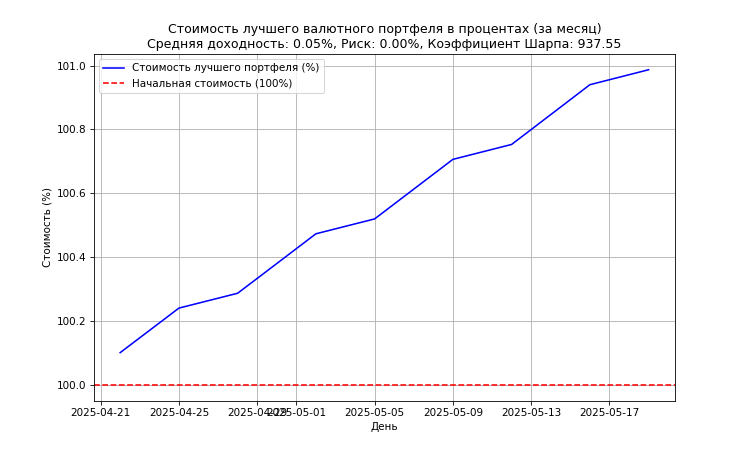 Стоимость лучшего валютного портфеля в процентах (за месяц)
Средняя доходность: 0.05%, Риск: 0.00%, Коэффициент Шарпа: 937.55
Стоимость лучшего портфеля (%)
Начальная стоимость (100%)
Стоимость (%)
101.0
100.8
100.6
100.4
100.2
100.0
2025-04-21 2025-04-25 2025-04-29 2025-05-01 2025-05-05 2025-05-09 2025-05-13 2025-05-17
День